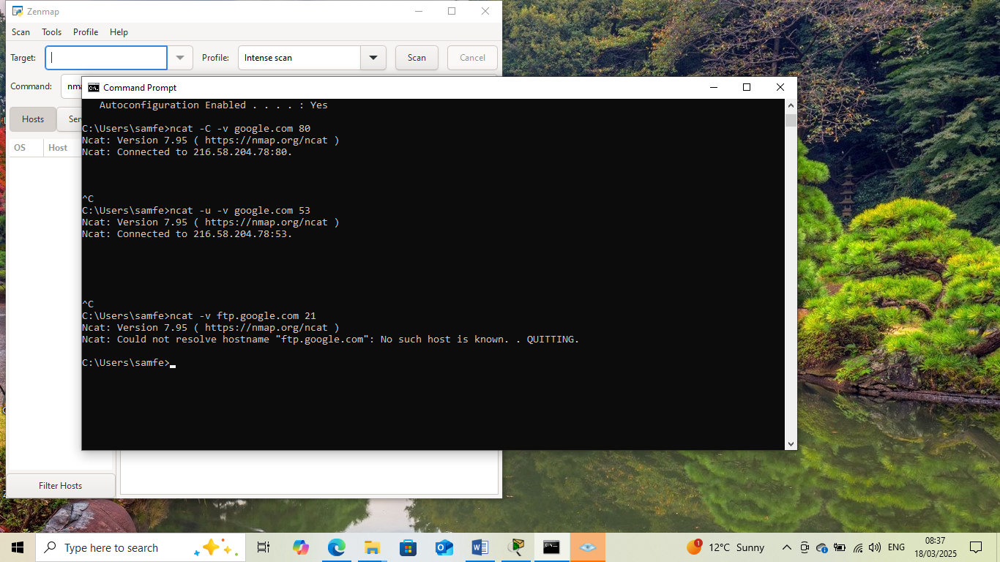 Zenmap
Scan Tools Profile Help
Target: Profile: Intense scan Scan Cancel
Command:
Command Prompt
Hosts
OS Host
Autoconfiguration Enabled . . . . : Yes
C:\Users\samfe>ncat -C -v google.com 80
Ncat: Version 7.95 ( https://nmap.org/ncat )
Ncat: Connected to 216.58.204.78:80.
^C
C:\Users\samfe>ncat -u -v google.com 53
Ncat: Version 7.95 ( https://nmap.org/ncat )
Ncat: Connected to 216.58.204.78:53.
^C
C:\Users\samfe>ncat -v ftp.google.com 21
Ncat: Version 7.95 ( https://nmap.org/ncat )
Ncat: Could not resolve hostname "ftp.google.com": No such host is known. . QUITTING.
C:\Users\samfe>
Filter Hosts
Type here to search
1
12°C Sunny
ENG
08:37
18/03/2025